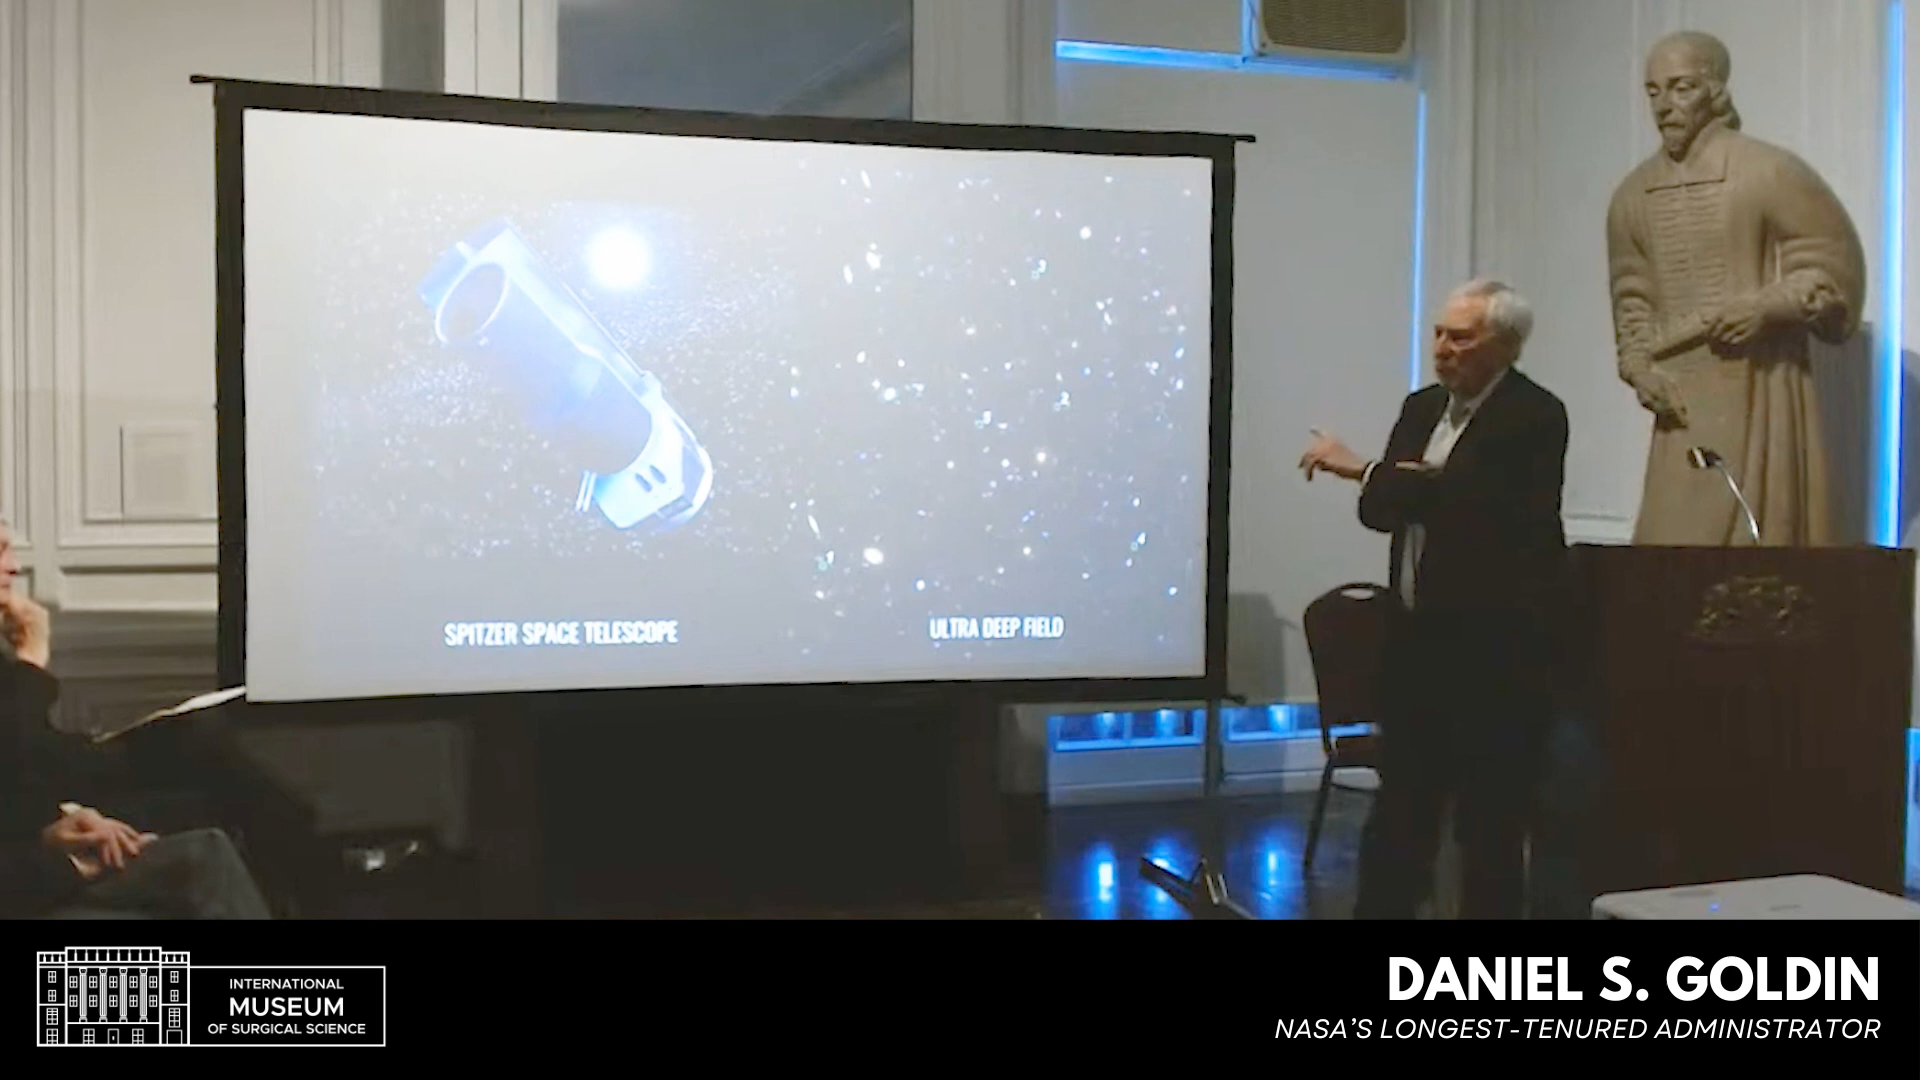 SPITZER SPACE TELESCOPE
ULTRA DEEP FIELD
INTERNATIONAL
MUSEUM
OF SURGICAL SCIENCE
DANIEL S. GOLDIN
NASA'S LONGEST-TENURED ADMINISTRATOR